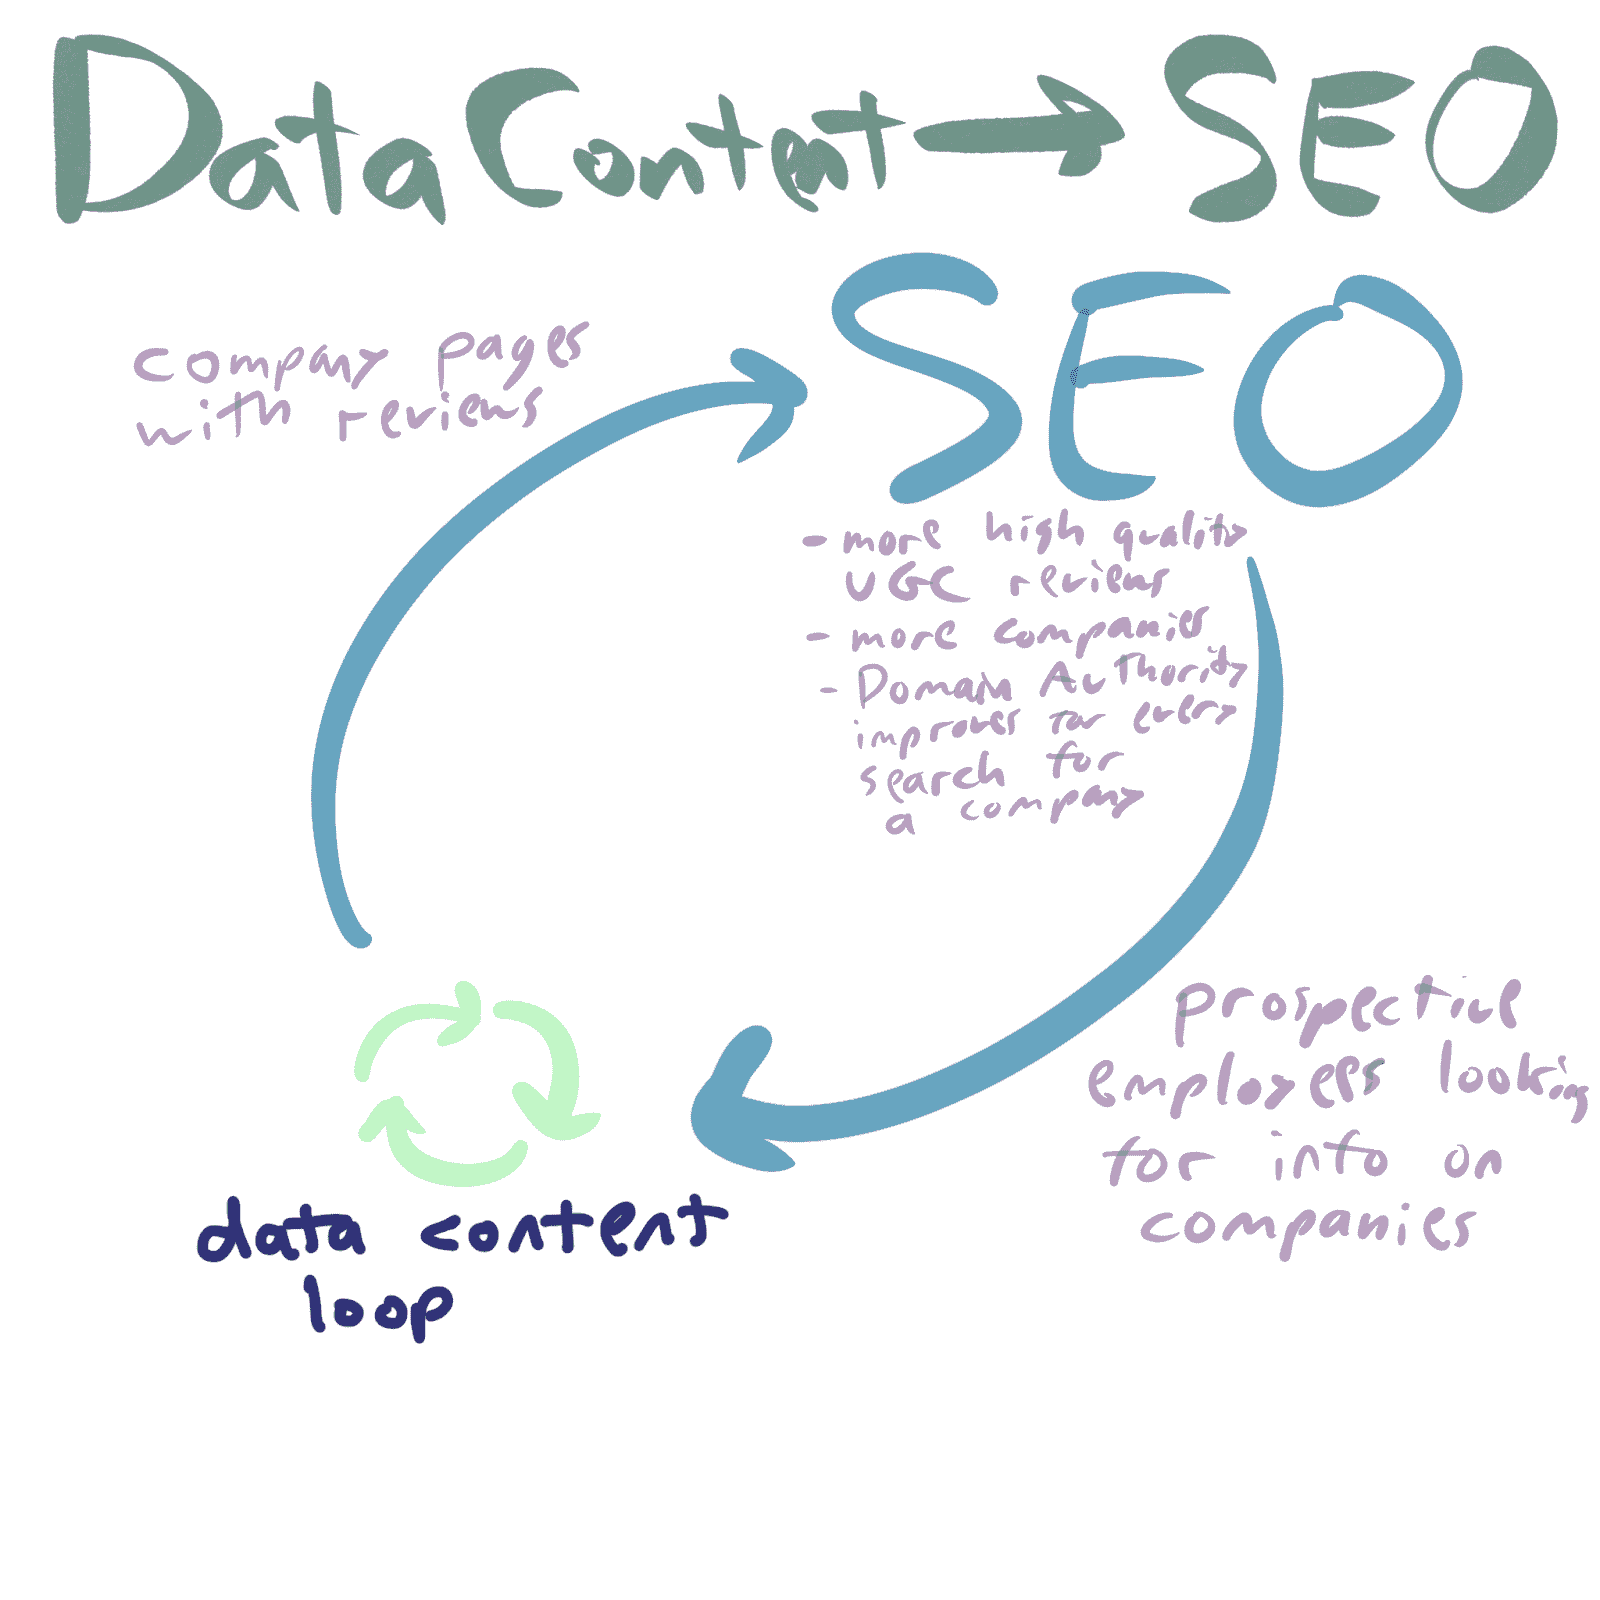 Data Content → SEO
SEO
company pages
with reviews
- more high quality
UGC reviews
- more companies
- Domain Authority
improves for every
search for
a company
prospective
employees looking
for info on
companies
data content
loop